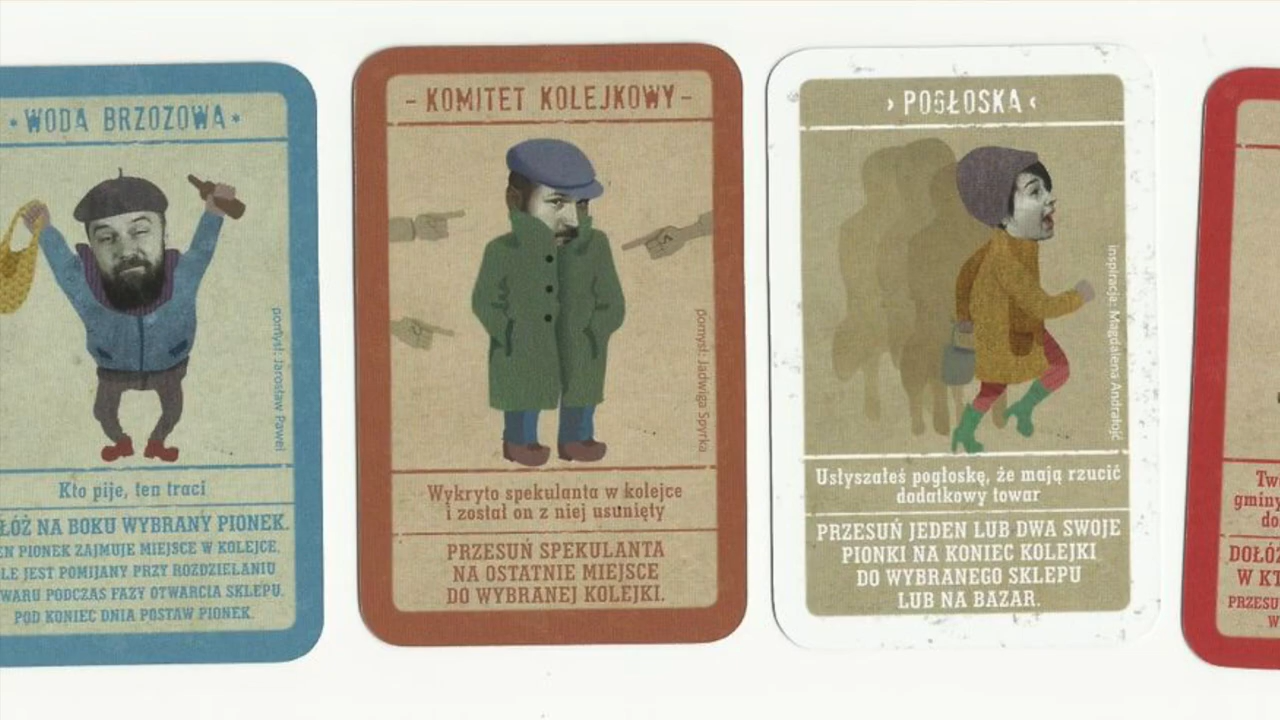 •WODA BRZOZOWA•
pomysł: Jarosław Paweł
Kto pije, ten traci
ŁÓŻ NA BOKU WYBRANY PIONEK.
EN PIONEK ZAJMUJE MIEJSCE W KOLEJCE,
LE JEST POMIJANY PRZY ROZDZIELANIU
WARU PODCZAS FAZY OTWARCIA SKLEPU.
POD KONIEC DNIA POSTAW PIONEK.
- KOMITET KOLEJKOWY -
pomysł: Jadwiga Spyrka
Wykryto spekulanta w kolejce
i został on z niej usunięty
PRZESUŃ SPEKULANTA
NA OSTATNIE MIEJSCE
DO WYBRANEJ KOLEJKI.
› POGŁOSKA ‹
inspiracja: Magdalena Andrałojć
Usłyszałeś pogłoskę, że mają rzucić
dodatkowy towar
PRZESUŃ JEDEN LUB DWA SWOJE
PIONKI NA KONIEC KOLEJKI
DO WYBRANEGO SKLEPU
LUB NA BAZAR.
Tw
gminy
do
DOŁÓŻ
W KT
PRZESU
W